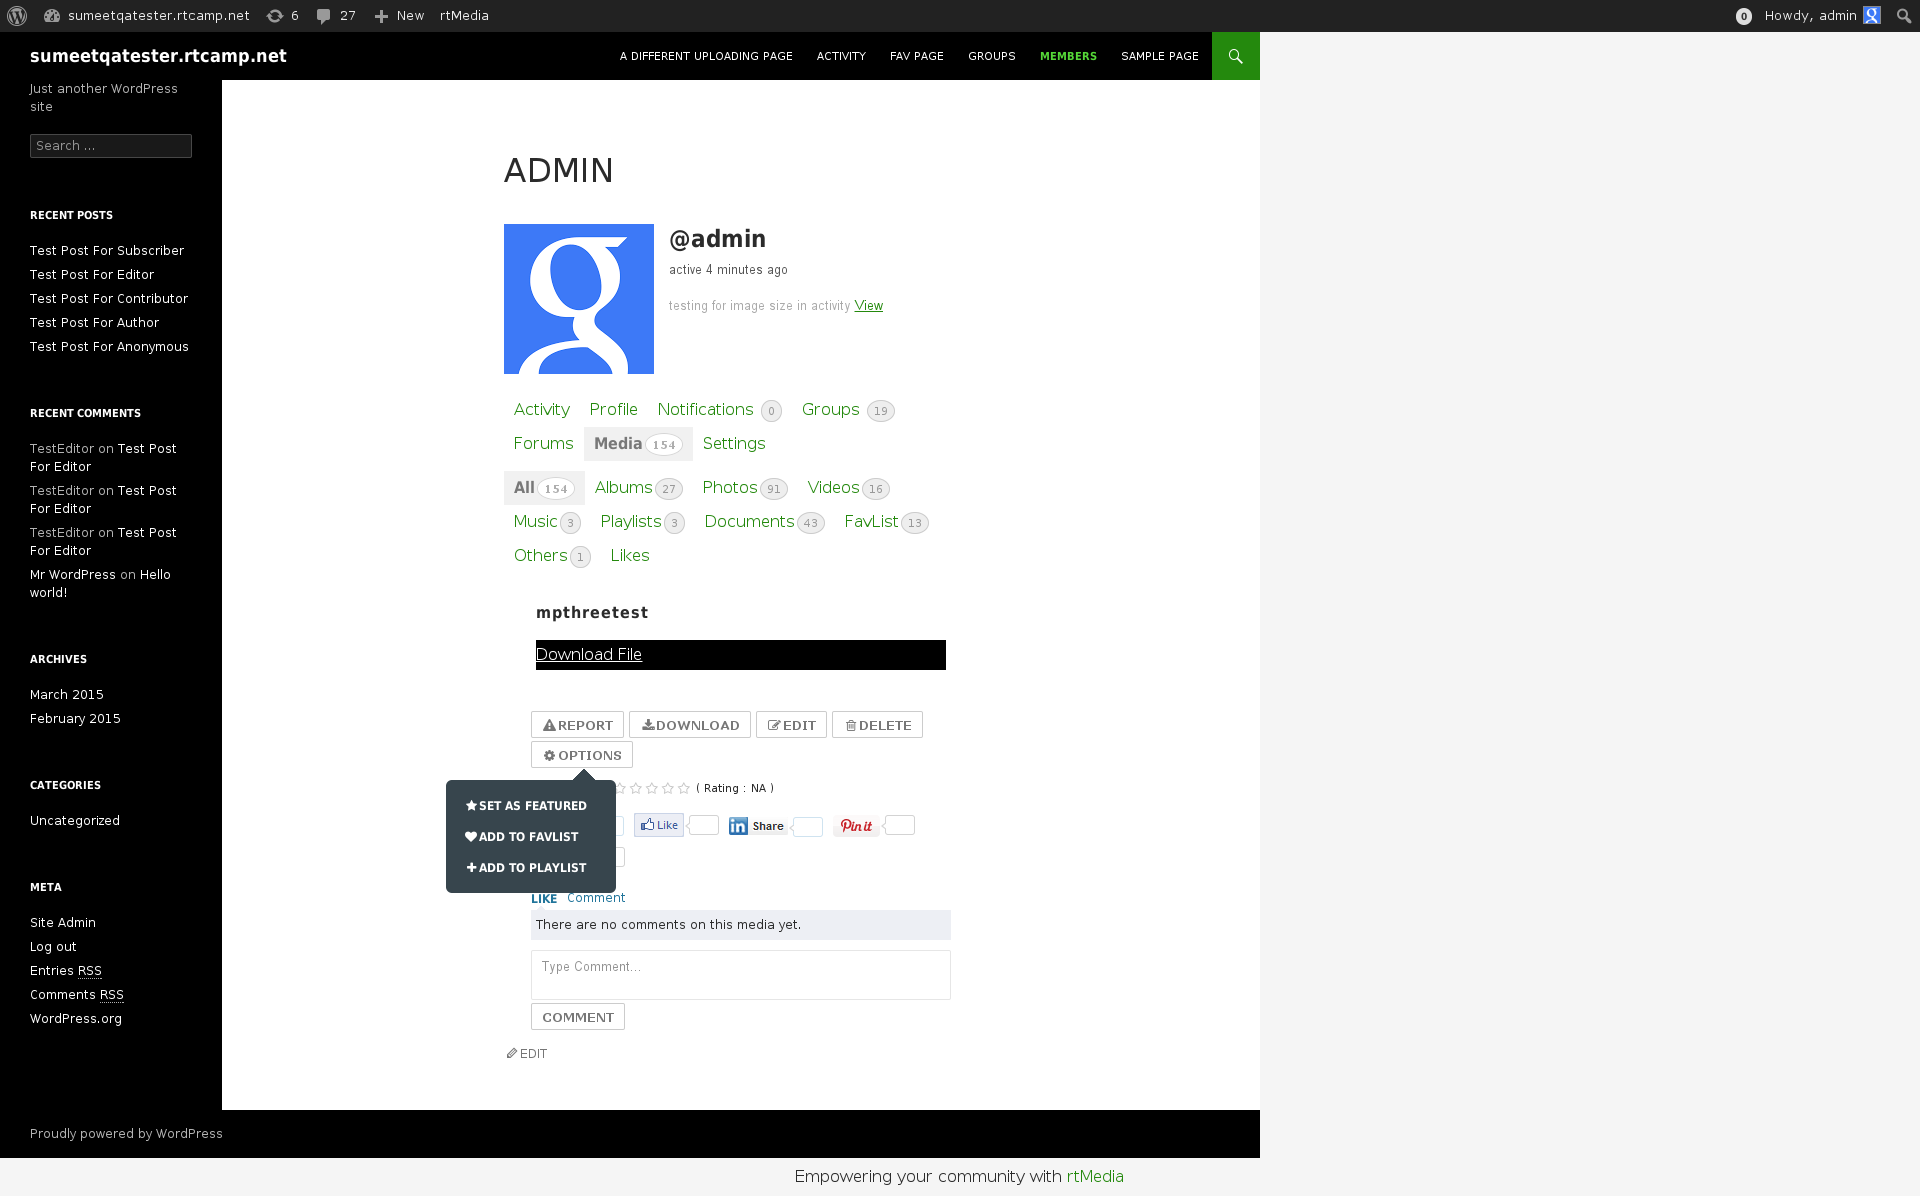 sumeetqatester.rtcamp.net 6 27 New rtMedia 0 Howdy, admin
sumeetqatester.rtcamp.net
A DIFFERENT UPLOADING PAGE ACTIVITY FAV PAGE GROUPS MEMBERS SAMPLE PAGE
Just another WordPress
site
Search ...
RECENT POSTS
Test Post For Subscriber
Test Post For Editor
Test Post For Contributor
Test Post For Author
Test Post For Anonymous
RECENT COMMENTS
TestEditor on Test Post
For Editor
TestEditor on Test Post
For Editor
TestEditor on Test Post
For Editor
Mr WordPress on Hello
world!
ARCHIVES
March 2015
February 2015
CATEGORIES
Uncategorized
META
Site Admin
Log out
Entries RSS
Comments RSS
WordPress.org
ADMIN
g
@admin
active 4 minutes ago
testing for image size in activity View
Activity Profile Notifications 0 Groups 19
Forums Media 154 Settings
All 154 Albums 27 Photos 91 Videos 16
Music 3 Playlists 3 Documents 43 FavList 13
Others 1 Likes
mpthreetest
Download File
REPORT DOWNLOAD EDIT DELETE
OPTIONS
SET AS FEATURED
ADD TO FAVLIST
ADD TO PLAYLIST
( Rating : NA )
Like in Share Pin it
LIKE Comment
There are no comments on this media yet.
Type Comment...
COMMENT
EDIT
Proudly powered by WordPress
Empowering your community with rtMedia